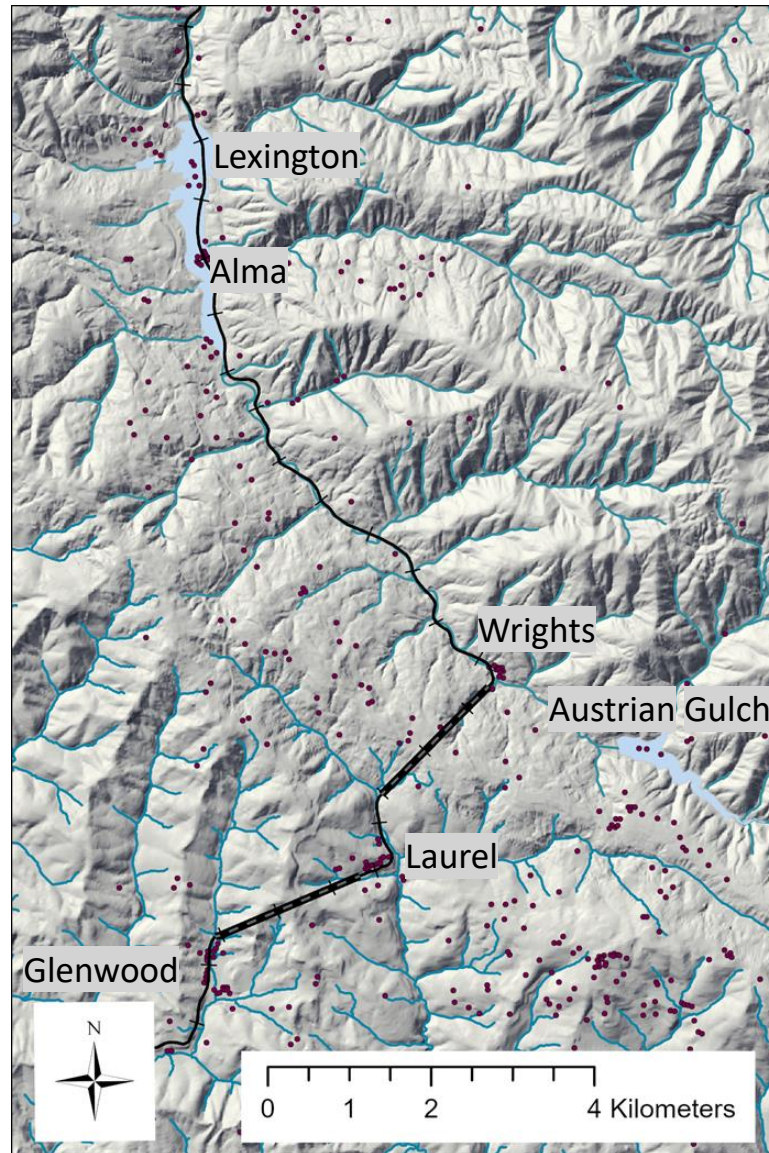 Lexington
Alma
Wrights
Austrian Gulch
Laurel
Glenwood
N
0 1 2 4 Kilometers